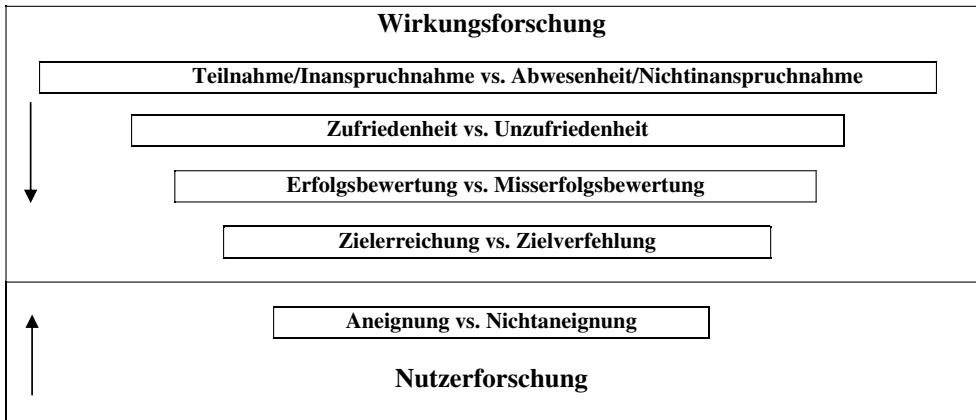 Wirkungsforschung
Teilnahme/Inanspruchnahme vs. Abwesenheit/Nichtinanspruchnahme
Zufriedenheit vs. Unzufriedenheit
Erfolgsbewertung vs. Misserfolgsbewertung
Zielerreichung vs. Zielverfehlung
Aneignung vs. Nichtaneignung
Nutzerforschung